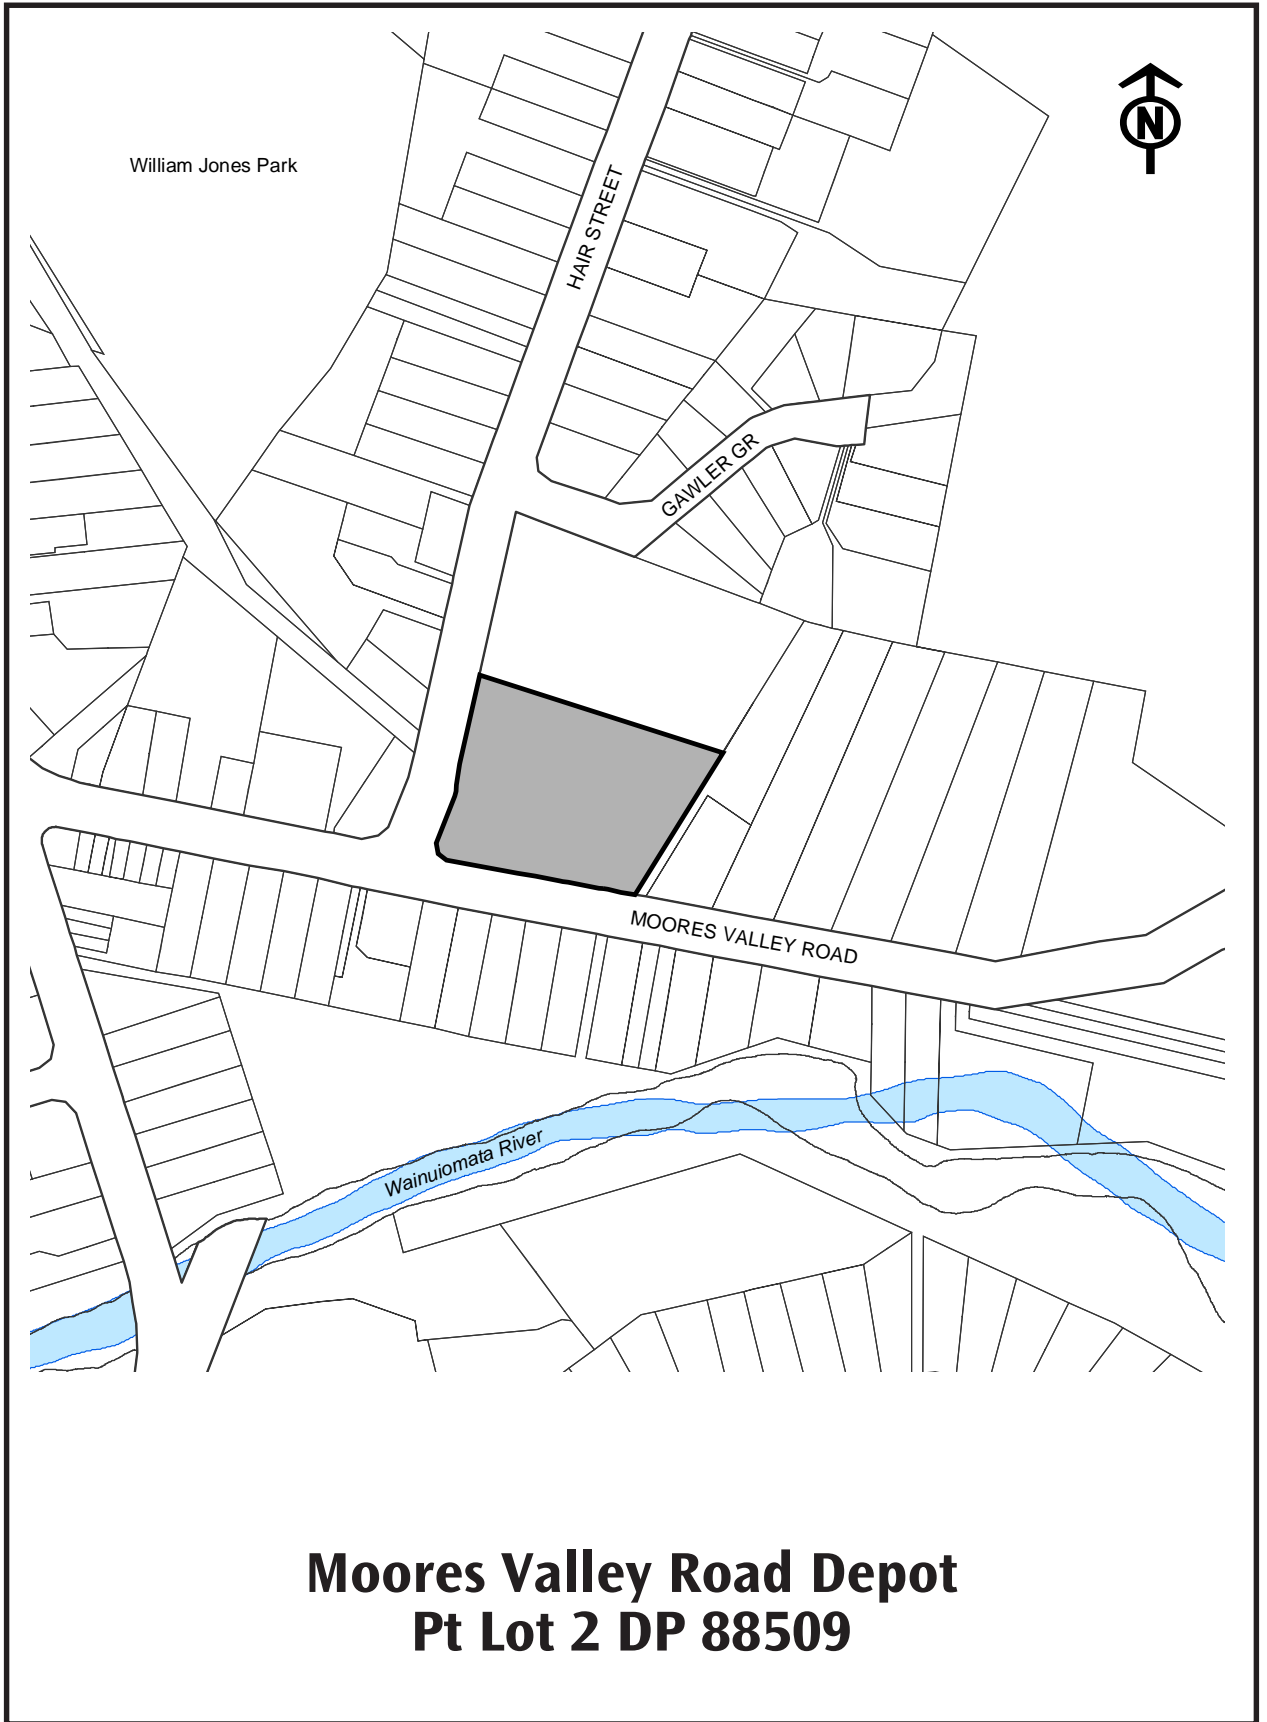 N
William Jones Park
HAIR STREET
GAWLER GR
MOORES VALLEY ROAD
Wainuiomata River
Moores Valley Road Depot
Pt Lot 2 DP 88509